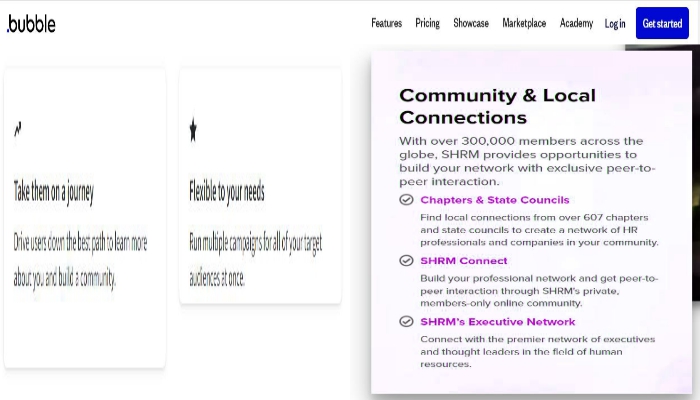 .bubble
Features Pricing Showcase Marketplace Academy Log in Get started
Take them on a journey
Drive users down the best path to learn more
about you and build a community.
Flexible to your needs
Run multiple campaigns for all of your target
audiences at once.
Community & Local
Connections
With over 300,000 members across the
globe, SHRM provides opportunities to
build your network with exclusive peer-to-
peer interaction.
Chapters & State Councils
Find local connections from over 607 chapters
and state councils to create a network of HR
professionals and companies in your community.
SHRM Connect
Build your professional network and get peer-to-
peer interaction through SHRM's private,
members-only online community.
SHRM's Executive Network
Connect with the premier network of executives
and thought leaders in the field of human
resources.